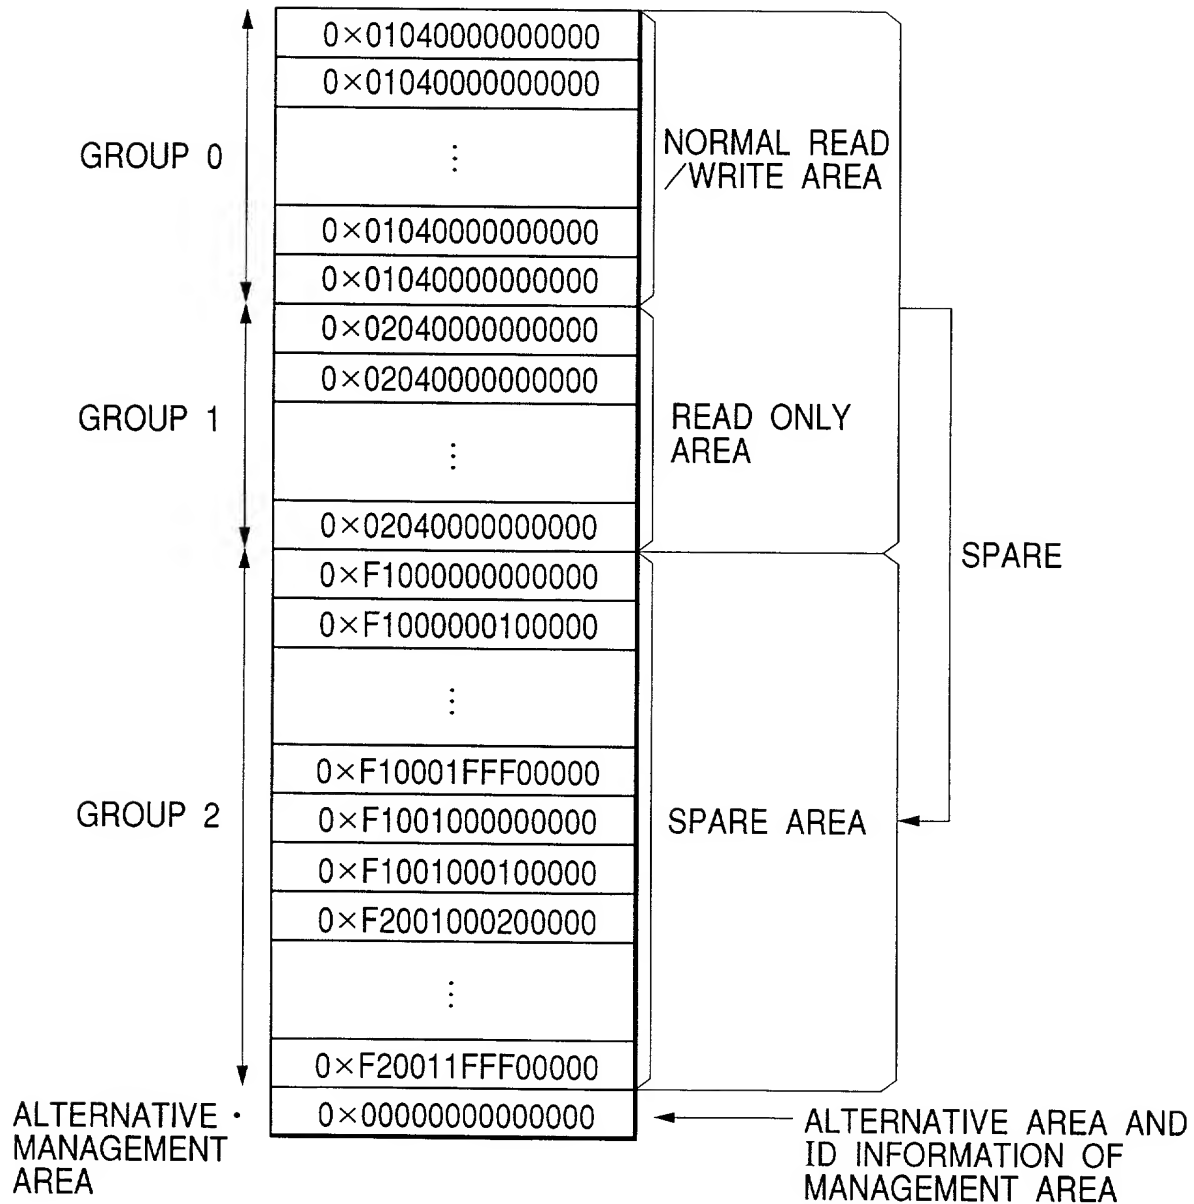 0×01040000000000
0×01040000000000
⋮
GROUP 0
NORMAL READ
/WRITE AREA
0×01040000000000
0×01040000000000
0×02040000000000
0×02040000000000
GROUP 1
READ ONLY
AREA
⋮
0×02040000000000
SPARE
0×F1000000000000
0×F1000000100000
⋮
0×F10001FFF00000
GROUP 2
0×F1001000000000
SPARE AREA
0×F1001000100000
0×F2001000200000
⋮
0×F20011FFF00000
0×00000000000000
ALTERNATIVE
MANAGEMENT
AREA
ALTERNATIVE AREA AND
ID INFORMATION OF
MANAGEMENT AREA